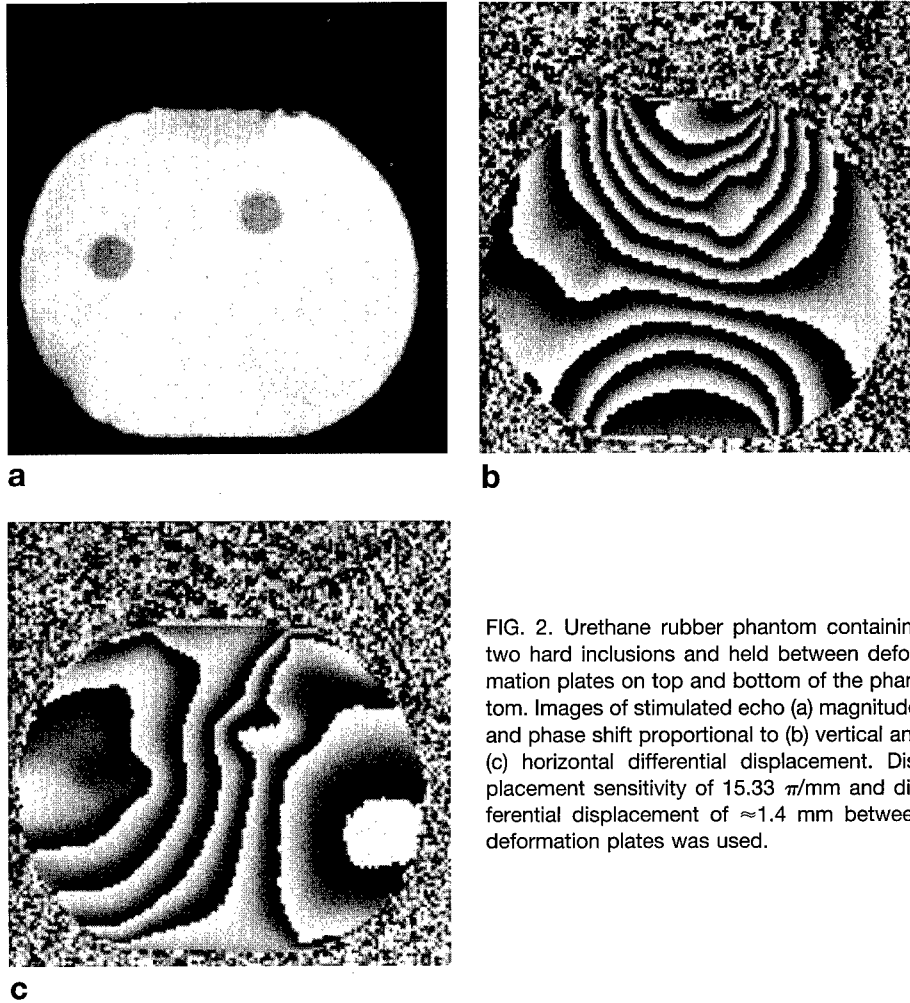 a
b
c
FIG. 2. Urethane rubber phantom containin
two hard inclusions and held between defo
mation plates on top and bottom of the phan
tom. Images of stimulated echo (a) magnitude
and phase shift proportional to (b) vertical an
(c) horizontal differential displacement. Dis
placement sensitivity of 15.33 π/mm and di
ferential displacement of ≈1.4 mm betwee
deformation plates was used.